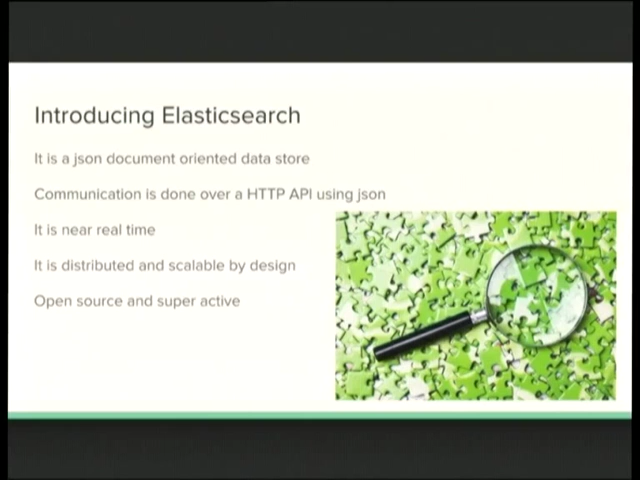 Introducing Elasticsearch
It is a json document oriented data store
Communication is done over a HTTP API using json
It is near real time
It is distributed and scalable by design
Open source and super active